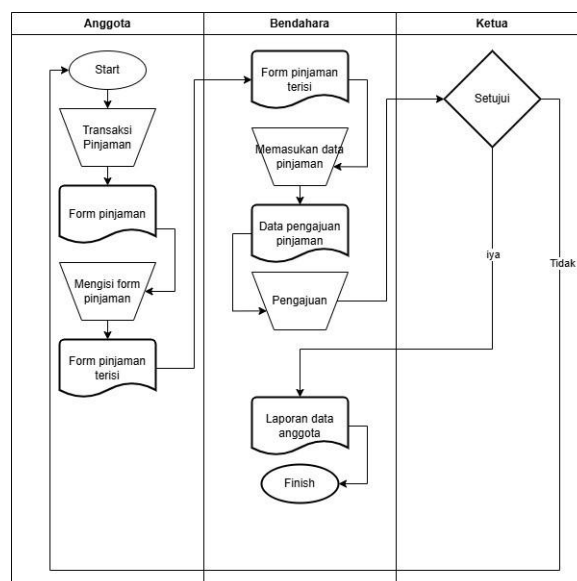 Anggota
Bendahara
Ketua
Start
Transaksi
Pinjaman
Form pinjaman
Mengisi form
pinjaman
Form pinjaman
terisi
Form pinjaman
terisi
Memasukan data
pinjaman
Data pengajuan
pinjaman
Pengajuan
Laporan data
anggota
Finish
Setujui
iya
Tidak